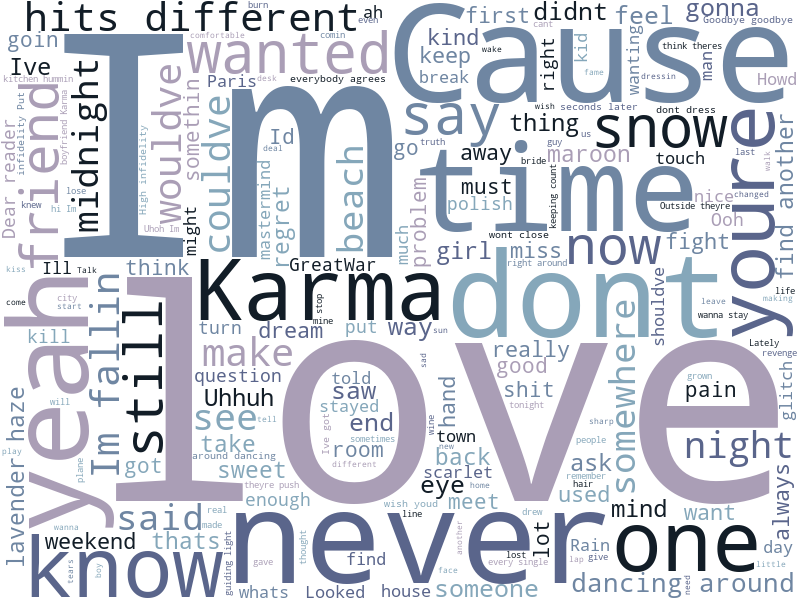 hits different
burn
ah
even
first
didnt
feel
gonna
Goodbye goodbye
cant
goin
comfortable
comin
wanted
Cause
kind
keep
break
wake
right
kid
fame
wanting
dressin
think theres
man
Howd
Ive
kitchen hummin
midnight
I'm
Paris
desk
everybody agrees
wish
seconds later
dont dress
Dear reader
infidelity Put
boyfriend Karma
friend
High infidelity
wouldve
somethin
couldve
Id
deal
say
thing
us
snow
truth
guy
go
away
bride
maroon
touch
last
walk
youre
find another
knew
lose
hi Im
Uhoh Im
might
mastermind
regret
beach
much
problem
must
polish
time
keeping count
nice
changed
Outside theyre
Ooh
wont close
girl
miss
now
fight
right around
kiss
Ill
Talk
think
GreatWar
come
city
start
yeah
Im fallin
still
Karma
stop
mine
dont
shouldve
leave
life
making
wanna stay
kill
turn
dream
put
way
sun
Lately
revenge
make
really
good
somewhere
glitch
sad
question
told
saw
stayed
Love
hand
shit
tonight
grown
pain
will
Uhhuh
see
tell
end
Ive got
sometimes
wine
town
new
sharp
people
night
lavender haze
play
take
around dancing
room
different
back
scarlet
ask
remember
always
plane
got
sweet
theyre push
eye
home
hair
used
enough
wish youd
meet
drew
mind
want
wanna
said
real
made
line
lot
weekend
thats
know
guiding light
never
another
Rain
one
day
tears
boy
gave
thought
find
lost
every single
lap
give
little
face
whats
Looked
house
someone
dancing
need
around